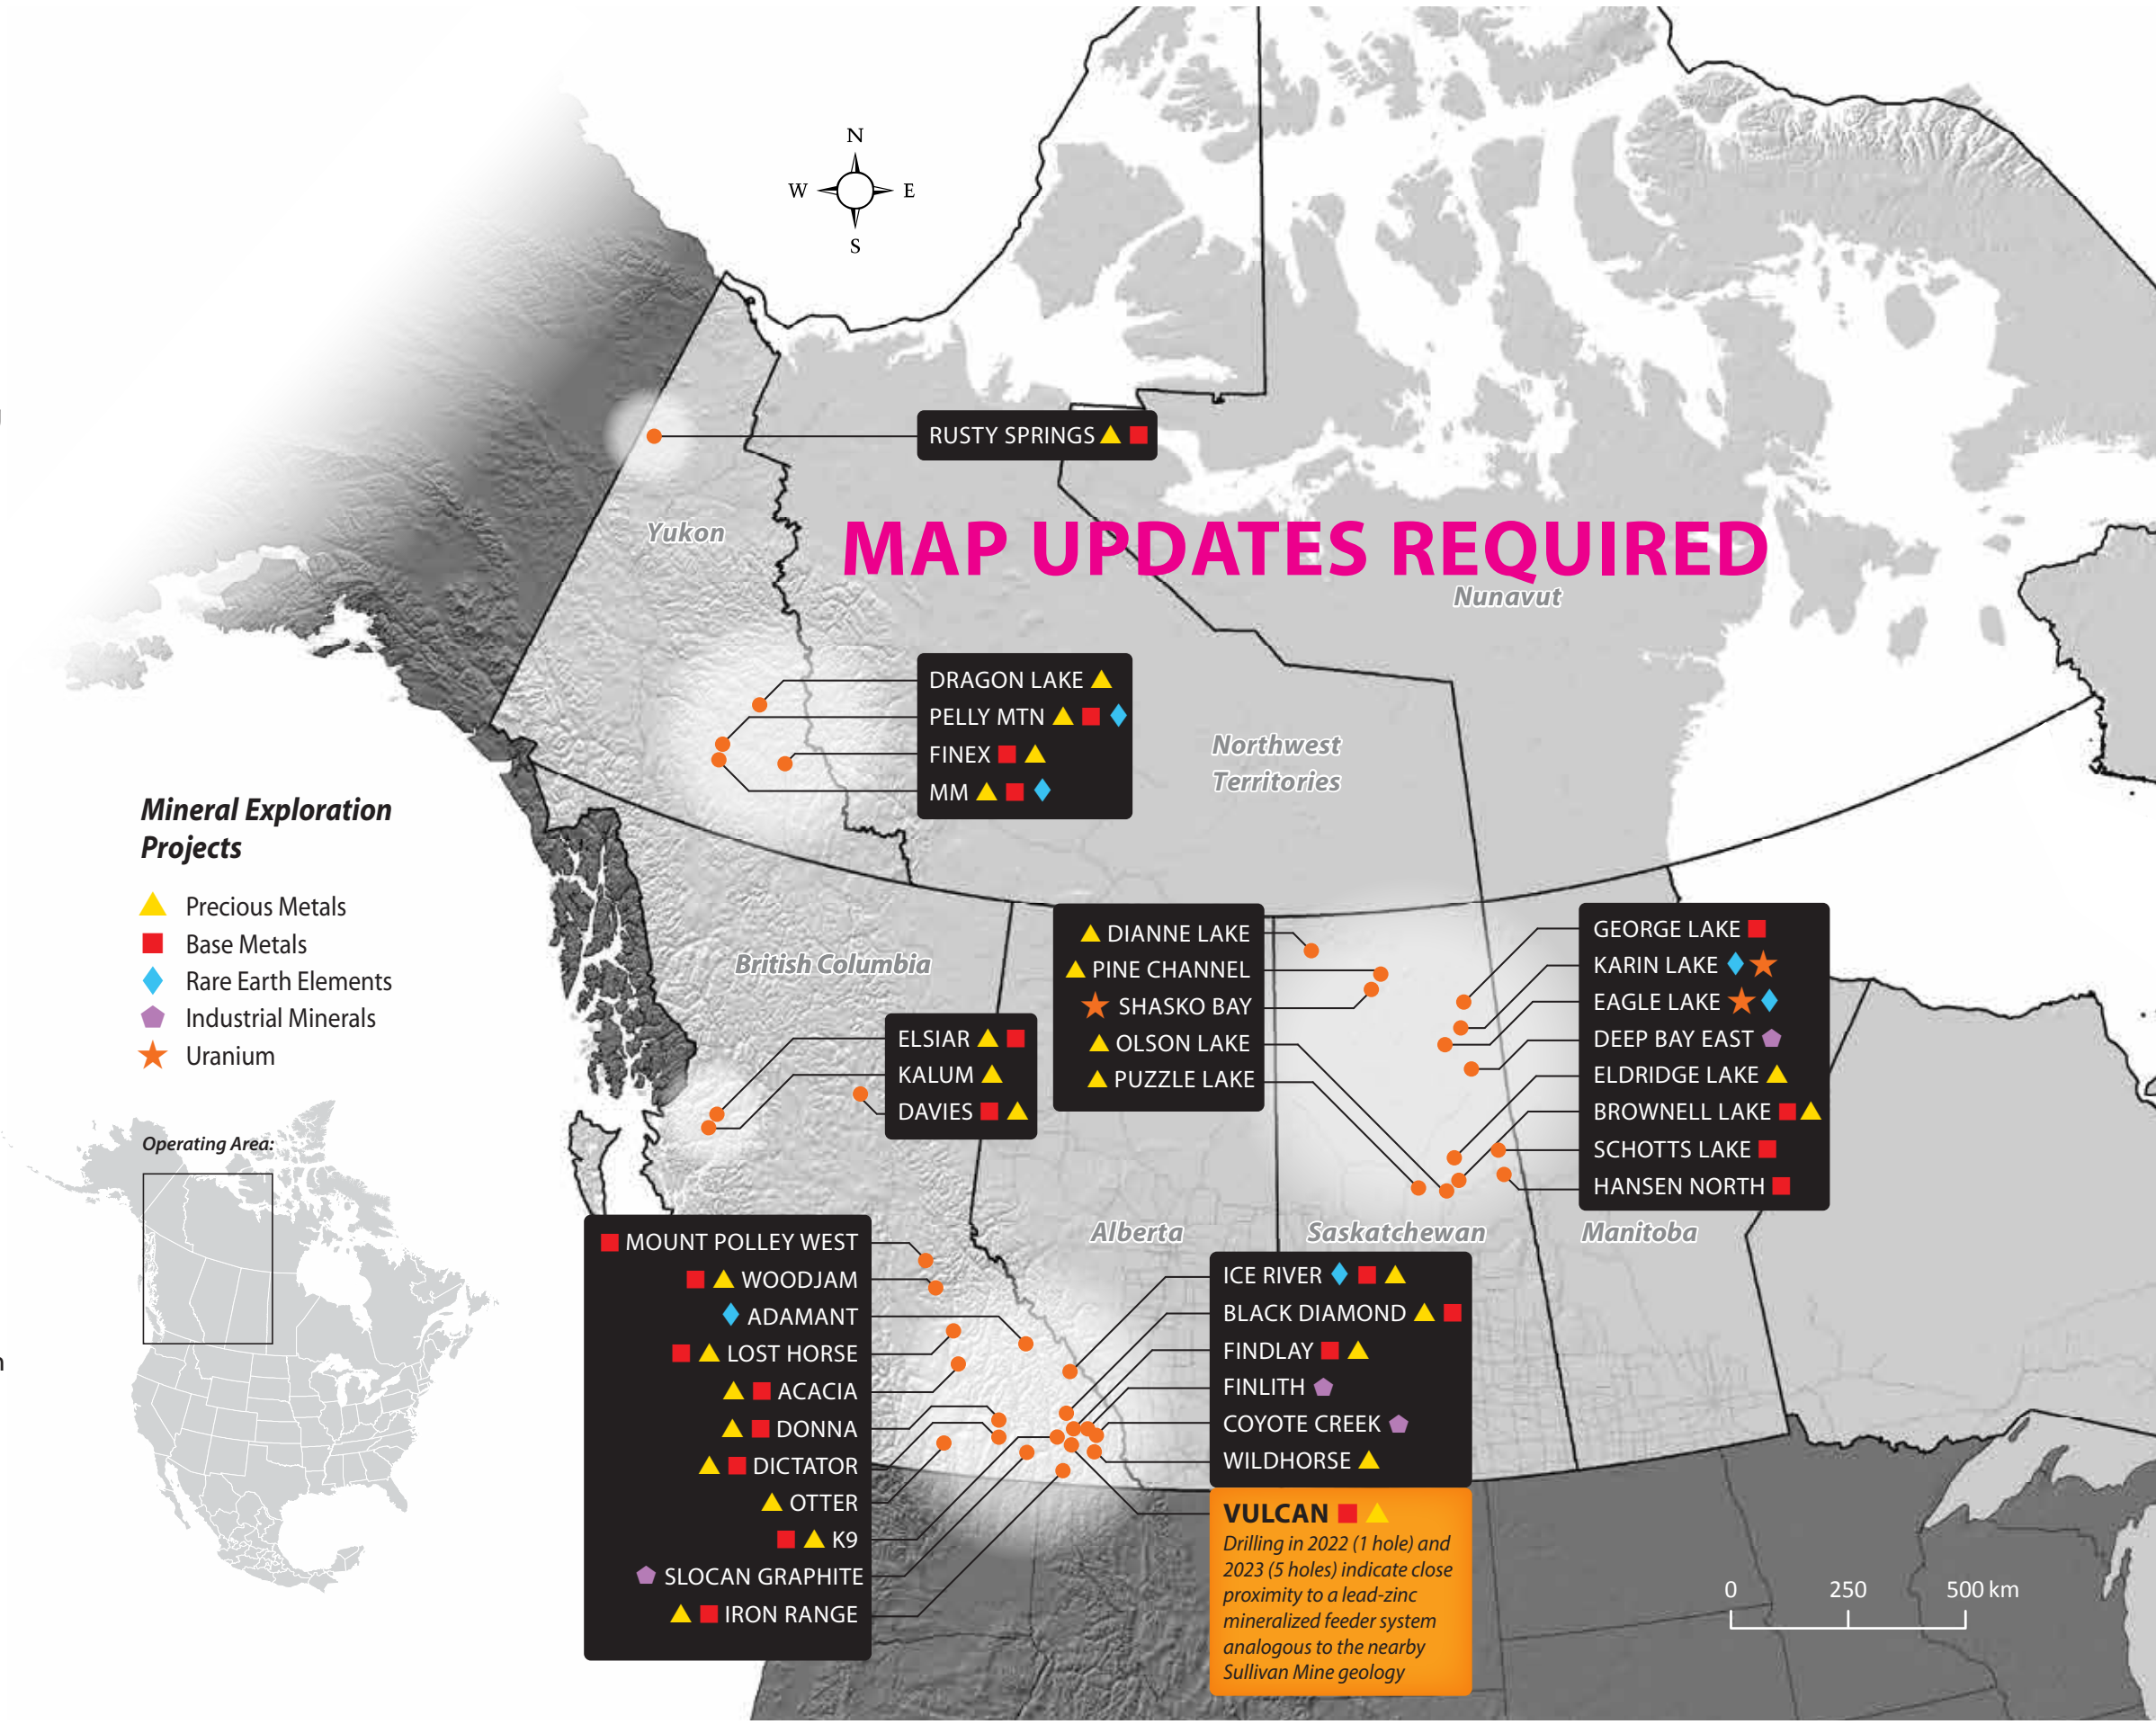 N
W E
S
RUSTY SPRINGS
Yukon
MAP UPDATES REQUIRED
Nunavut
DRAGON LAKE
PELLY MTN
FINEX
MM
Northwest
Territories
Mineral Exploration
Projects
Precious Metals
Base Metals
Rare Earth Elements
Industrial Minerals
Uranium
Operating Area:
British Columbia
ELSIAR
KALUM
DAVIES
DIANNE LAKE
PINE CHANNEL
SHASKO BAY
OLSON LAKE
PUZZLE LAKE
GEORGE LAKE
KARIN LAKE
EAGLE LAKE
DEEP BAY EAST
ELDRIDGE LAKE
BROWNELL LAKE
SCHOTTS LAKE
HANSEN NORTH
Alberta
Saskatchewan
Manitoba
MOUNT POLLEY WEST
WOODJAM
ADAMANT
LOST HORSE
ACACIA
DONNA
DICTATOR
OTTER
K9
SLOCAN GRAPHITE
IRON RANGE
ICE RIVER
BLACK DIAMOND
FINDLAY
FINLITH
COYOTE CREEK
WILDHORSE
VULCAN
Drilling in 2022 (1 hole) and
2023 (5 holes) indicate close
proximity to a lead-zinc
mineralized feeder system
analogous to the nearby
Sullivan Mine geology
0 250 500 km